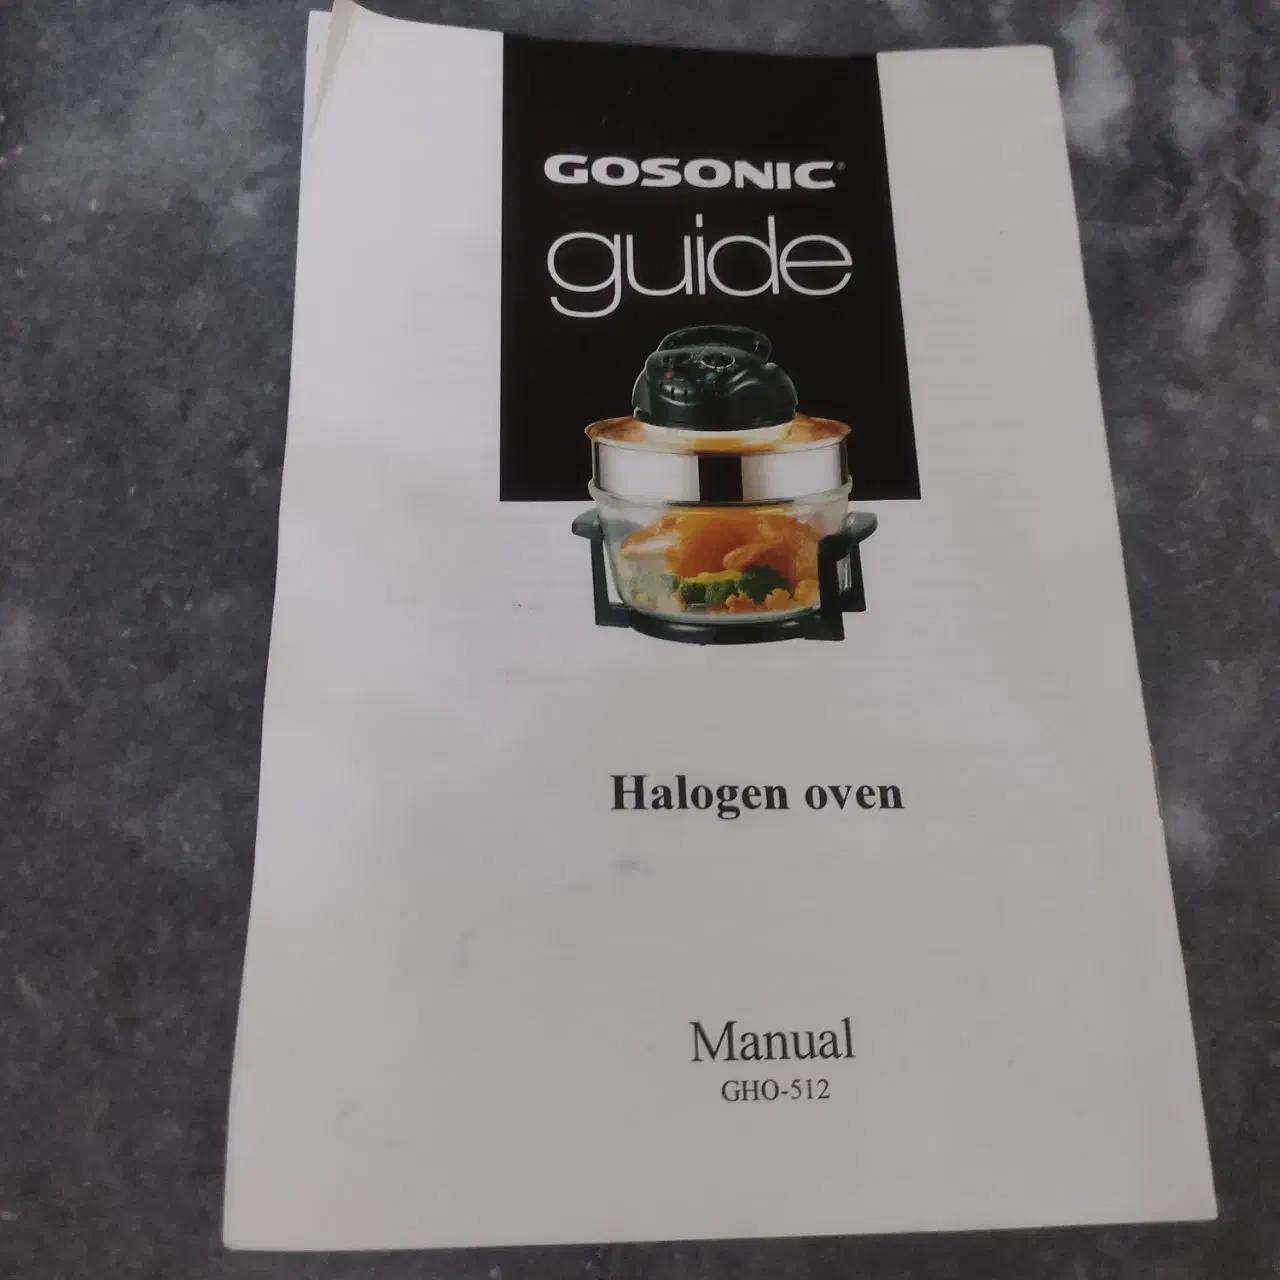 GOSONIC®
guide
Halogen oven
Manual
GHO-512